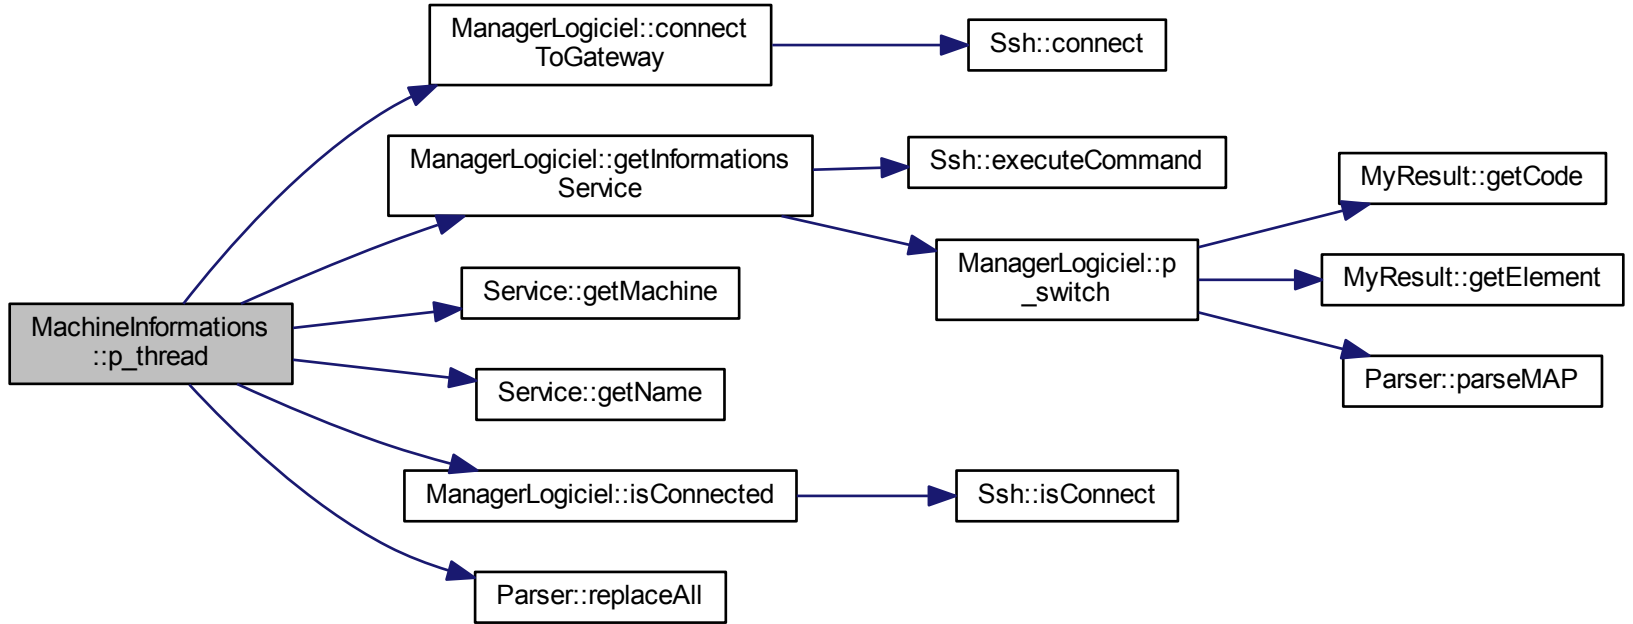 ManagerLogiciel::connect
ToGateway
Ssh::connect
ManagerLogiciel::getInformations
Service
Ssh::executeCommand
MyResult::getCode
ManagerLogiciel::p
_switch
MyResult::getElement
Service::getMachine
MachineInformations
::p_thread
Service::getName
Parser::parseMAP
ManagerLogiciel::isConnected
Ssh::isConnect
Parser::replaceAll